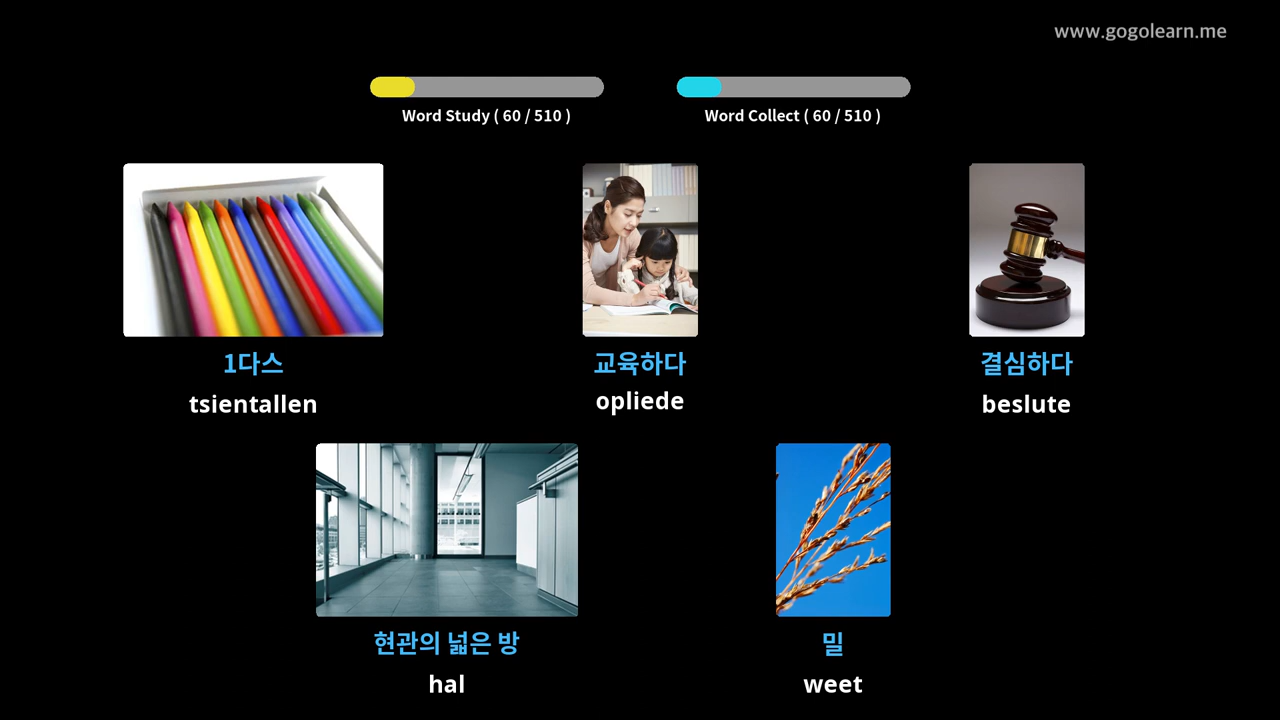 www.gogolearn.me
Word Study ( 60 / 510 )
Word Collect ( 60 / 510 )
1다스
교육하다
결심하다
tsientallen
opliede
beslute
현관의 넓은 방
밀
hal
weet